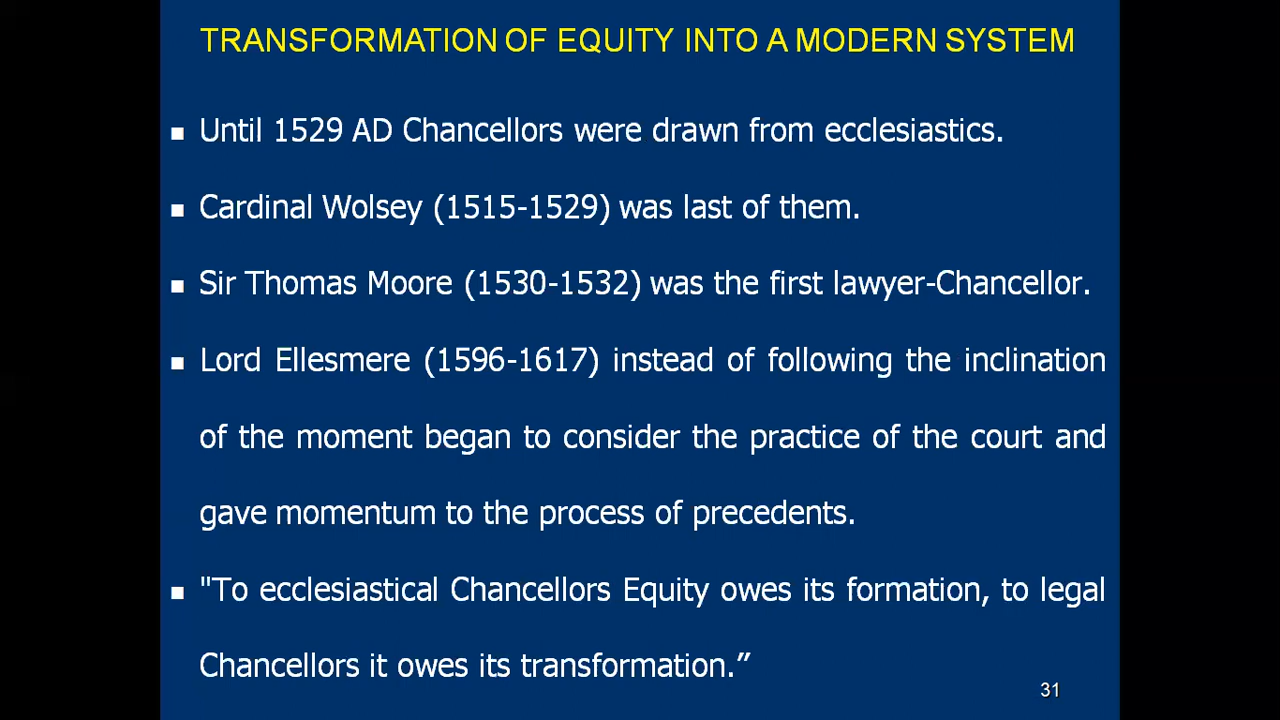 TRANSFORMATION OF EQUITY INTO A MODERN SYSTEM
▪ Until 1529 AD Chancellors were drawn from ecclesiastics.
▪ Cardinal Wolsey (1515-1529) was last of them.
▪ Sir Thomas Moore (1530-1532) was the first lawyer-Chancellor.
▪ Lord Ellesmere (1596-1617) instead of following the inclination
of the moment began to consider the practice of the court and
gave momentum to the process of precedents.
▪ "To ecclesiastical Chancellors Equity owes its formation, to legal
Chancellors it owes its transformation.”
31